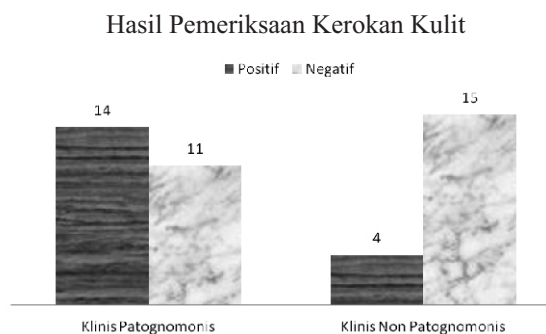 Hasil Pemeriksaan Kerokan Kulit
Positif Negatif
14
11
4
15
Klinis Patognomonis
Klinis Non Patognomonis